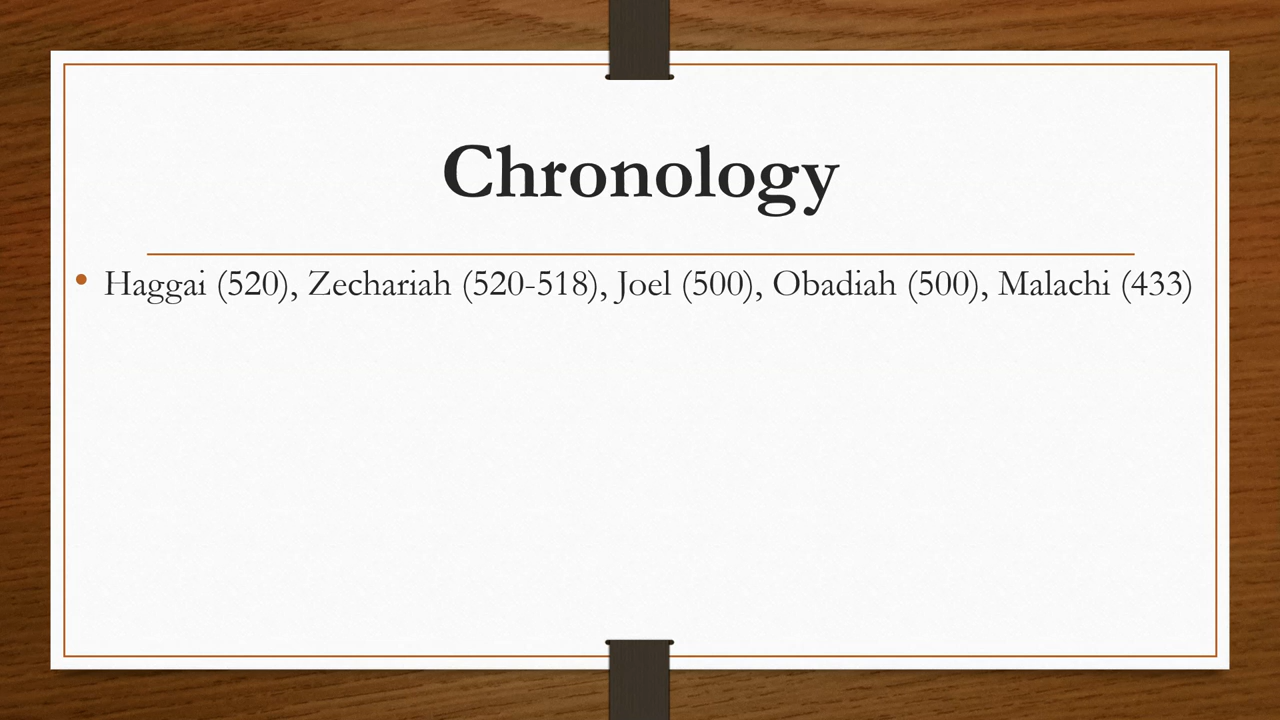 Chronology
• Haggai (520), Zechariah (520-518), Joel (500), Obadiah (500), Malachi (433)